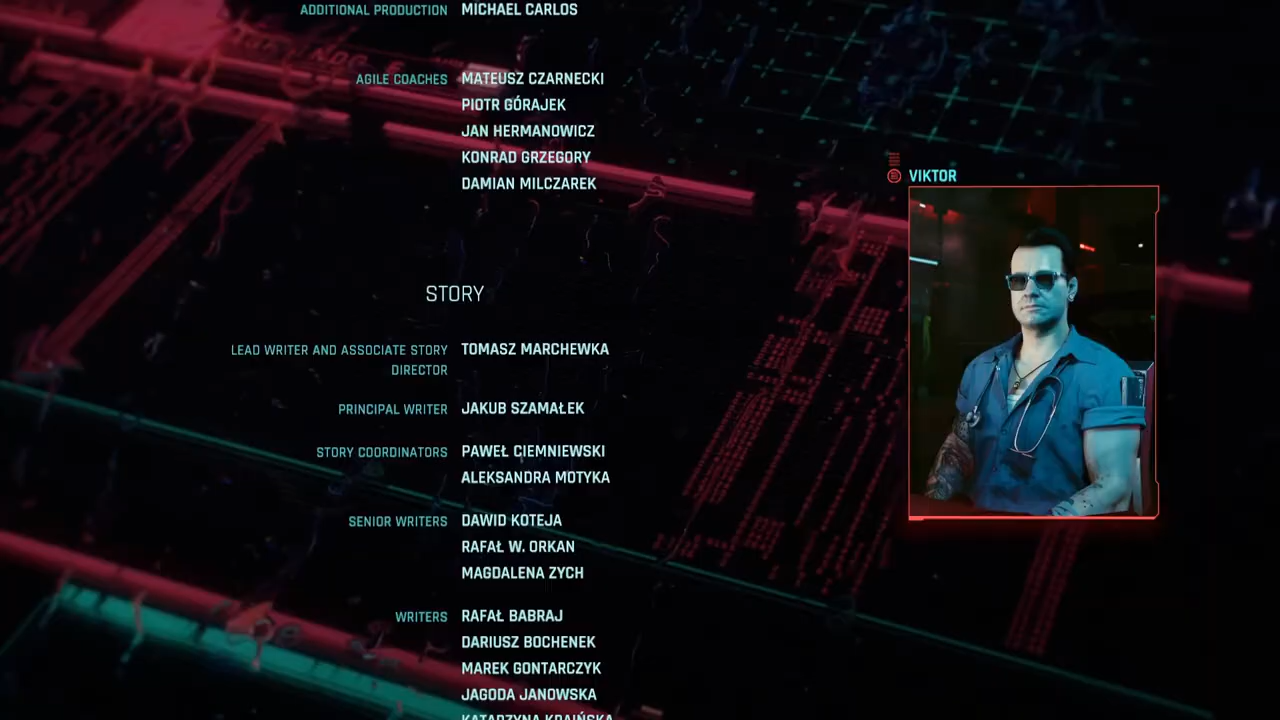 ADDITIONAL PRODUCTION MICHAEL CARLOS
AGILE COACHES MATEUSZ CZARNECKI
PIOTR GÓRAJEK
JAN HERMANOWICZ
KONRAD GRZEGORY
DAMIAN MILCZAREK
VIKTOR
STORY
LEAD WRITER AND ASSOCIATE STORY TOMASZ MARCHEWKA
DIRECTOR
PRINCIPAL WRITER JAKUB SZAMAŁEK
STORY COORDINATORS PAWEŁ CIEMNIEWSKI
ALEKSANDRA MOTYKA
SENIOR WRITERS DAWID KOTEJA
RAFAŁ W. ORKAN
MAGDALENA ZYCH
WRITERS RAFAŁ BABRAJ
DARIUSZ BOCHENEK
MAREK GONTARCZYK
JAGODA JANOWSKA
KATARZYNA